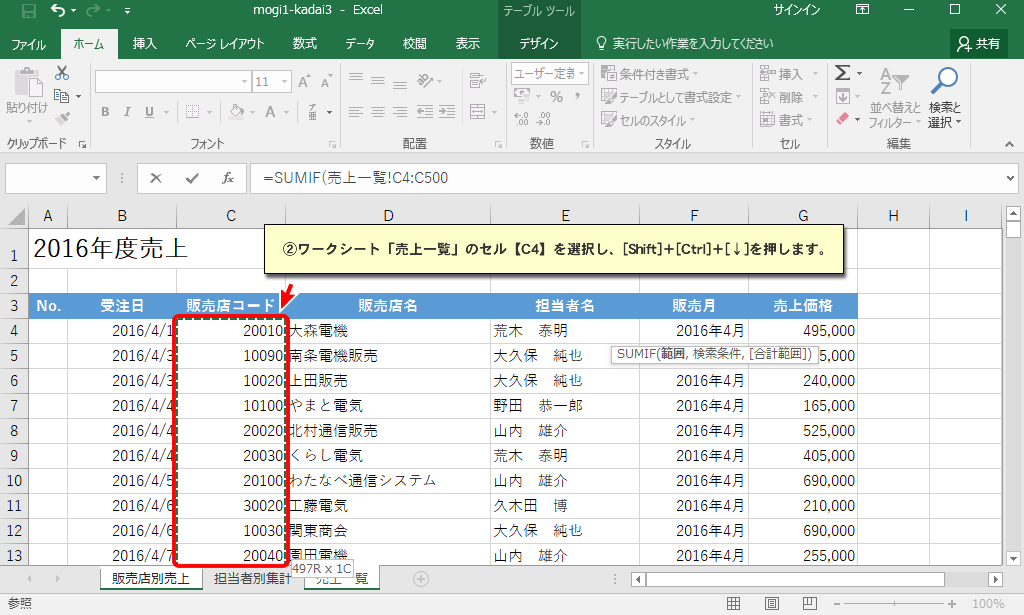 mogi1-kadai3 - Excel
テーブル ツール
サインイン
ファイル ホーム 挿入 ページ レイアウト 数式 データ 校閲 表示 デザイン 実行したい作業を入力してください 共有
貼り付け
クリップボード
11
B I U A
フォント
配置
ユーザー定義
%
数値
条件付き書式
テーブルとして書式設定
セルのスタイル
スタイル
挿入
削除
書式
セル
並べ替えと
フィルター
検索と
選択
編集
fx =SUMIF(売上一覧!C4:C500
A B C D E F G H I
②ワークシート「売上一覧」のセル【C4】を選択し、[Shift]+[Ctrl]+[↓]を押します。
1 2016年度売上
2
3 No. 受注日 販売店コード 販売店名 担当者名 販売月 売上価格
4 2016/4/1 20010 大森電機 荒木 泰明 2016年4月 495,000
5 2016/4/3 10090 南条電機販売 大久保 純也 5,000
SUMIF(範囲, 検索条件, [合計範囲])
6 2016/4/3 10020 上田販売 大久保 純也 2016年4月 240,000
7 2016/4/4 10100 やまと電気 野田 恭一郎 2016年4月 165,000
8 2016/4/4 20020 北村通信販売 山内 雄介 2016年4月 525,000
9 2016/4/4 20030 くらし電気 荒木 泰明 2016年4月 405,000
10 2016/4/5 20100 わたなべ通信システム 山内 雄介 2016年4月 690,000
11 2016/4/6 30020 工藤電気 久木田 博 2016年4月 210,000
12 2016/4/6 10030 関東商会 大久保 純也 2016年4月 690,000
13 2016/4/7 20040 園田電機 山内 雄介 2016年4月 255,000
497R x 1C
販売店別売上 担当者別集計 売上一覧
参照 100%